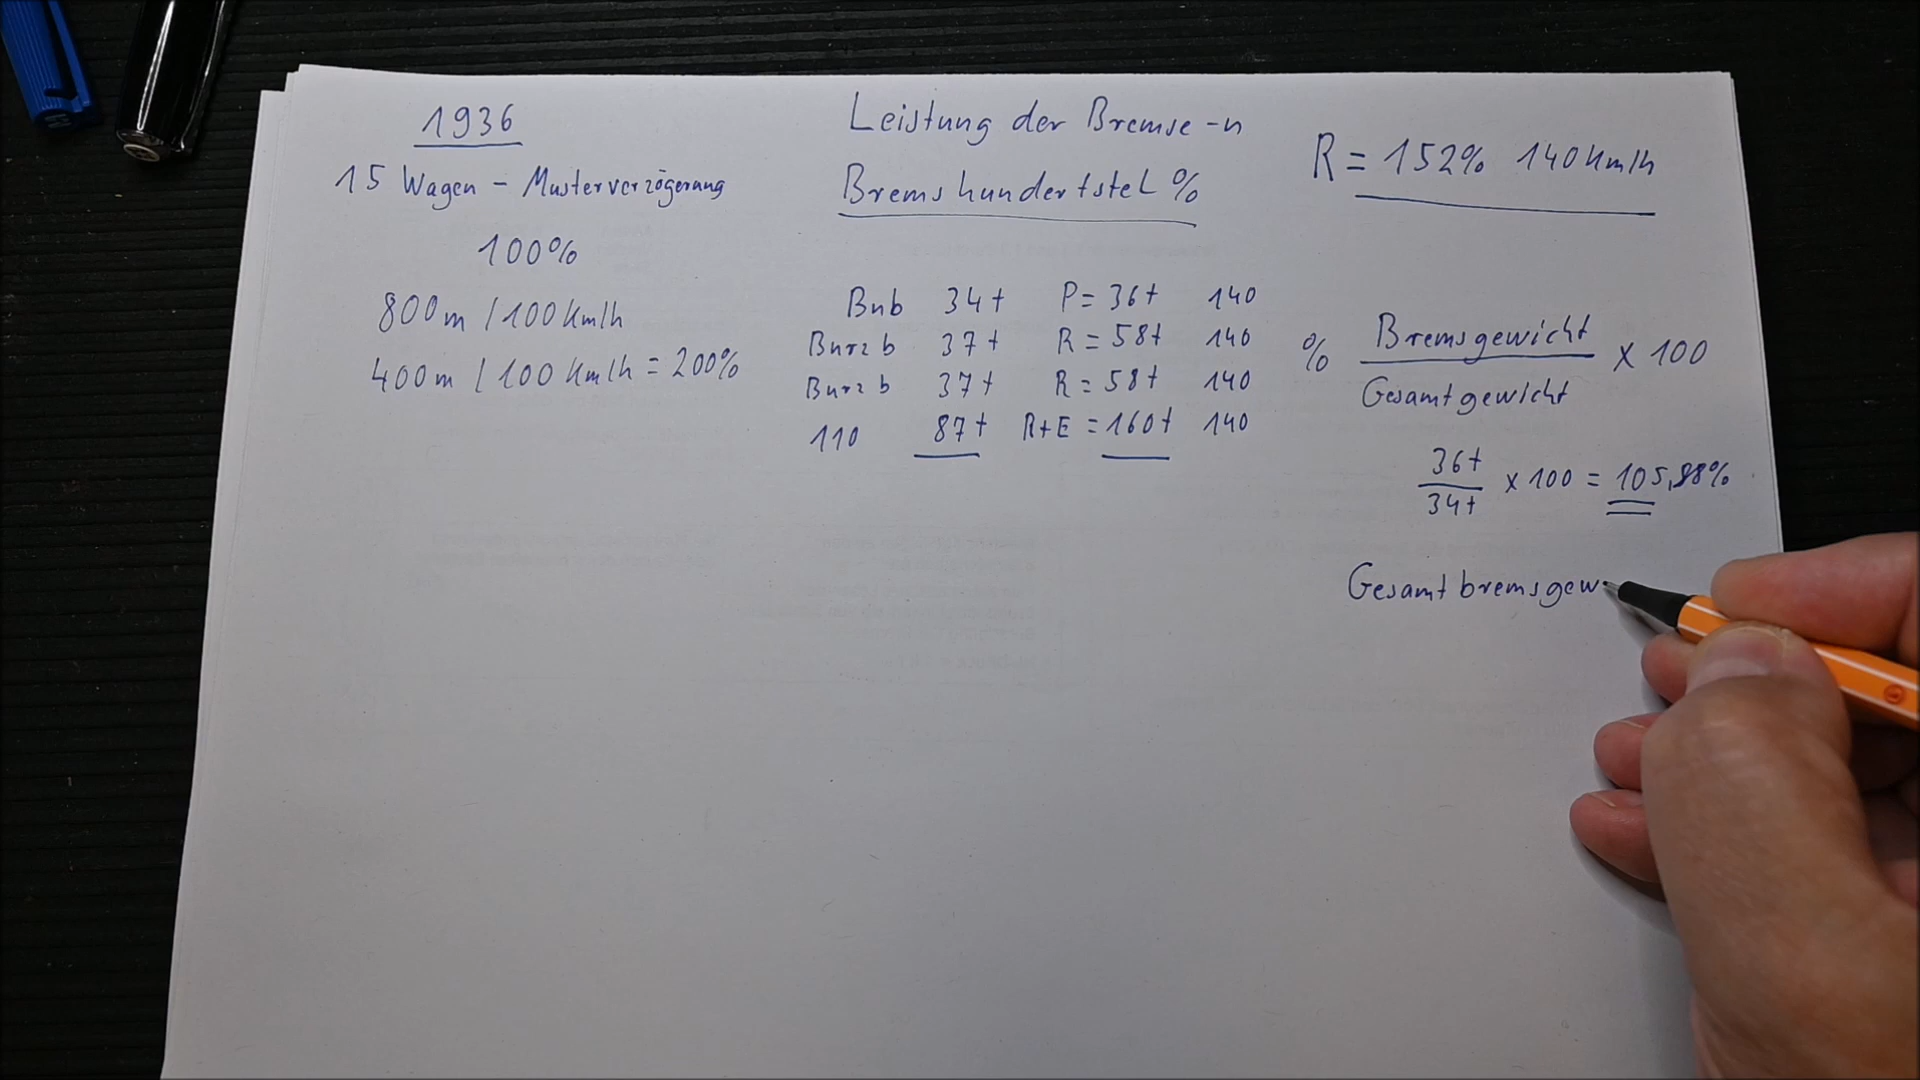 1936
15 Wagen - Musterverzögerung
100%
800m / 100 Km/h
400m / 100 Km/h = 200%
Leistung der Bremse -n
Bremshundertstel %
Bnb 34t P= 36t 140
Bnrz b 37t R= 58t 140
Bnrz b 37t R= 58t 140
110 87t R+E = 160t 140
R = 152% 140 Km/h
% Bremsgewicht
Gesamtgewicht
x 100
36t
34t
x 100 = 105,88%
Gesamtbremsgew